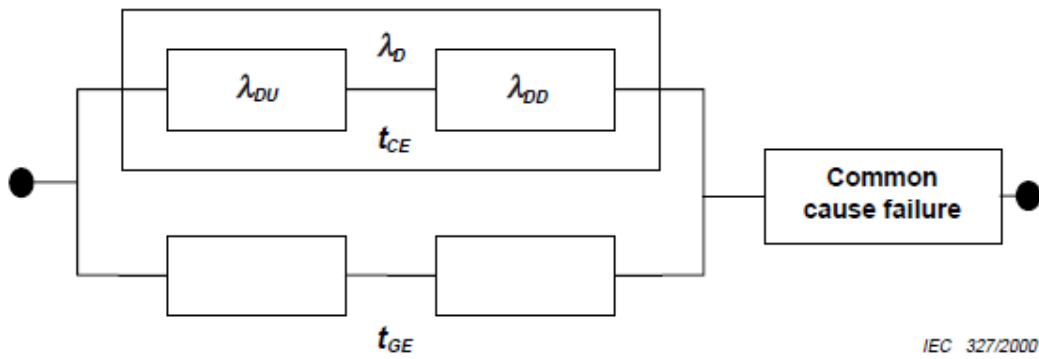 λD
λDU
λDD
tCE
Common
cause failure
tGE
IEC 327/2000